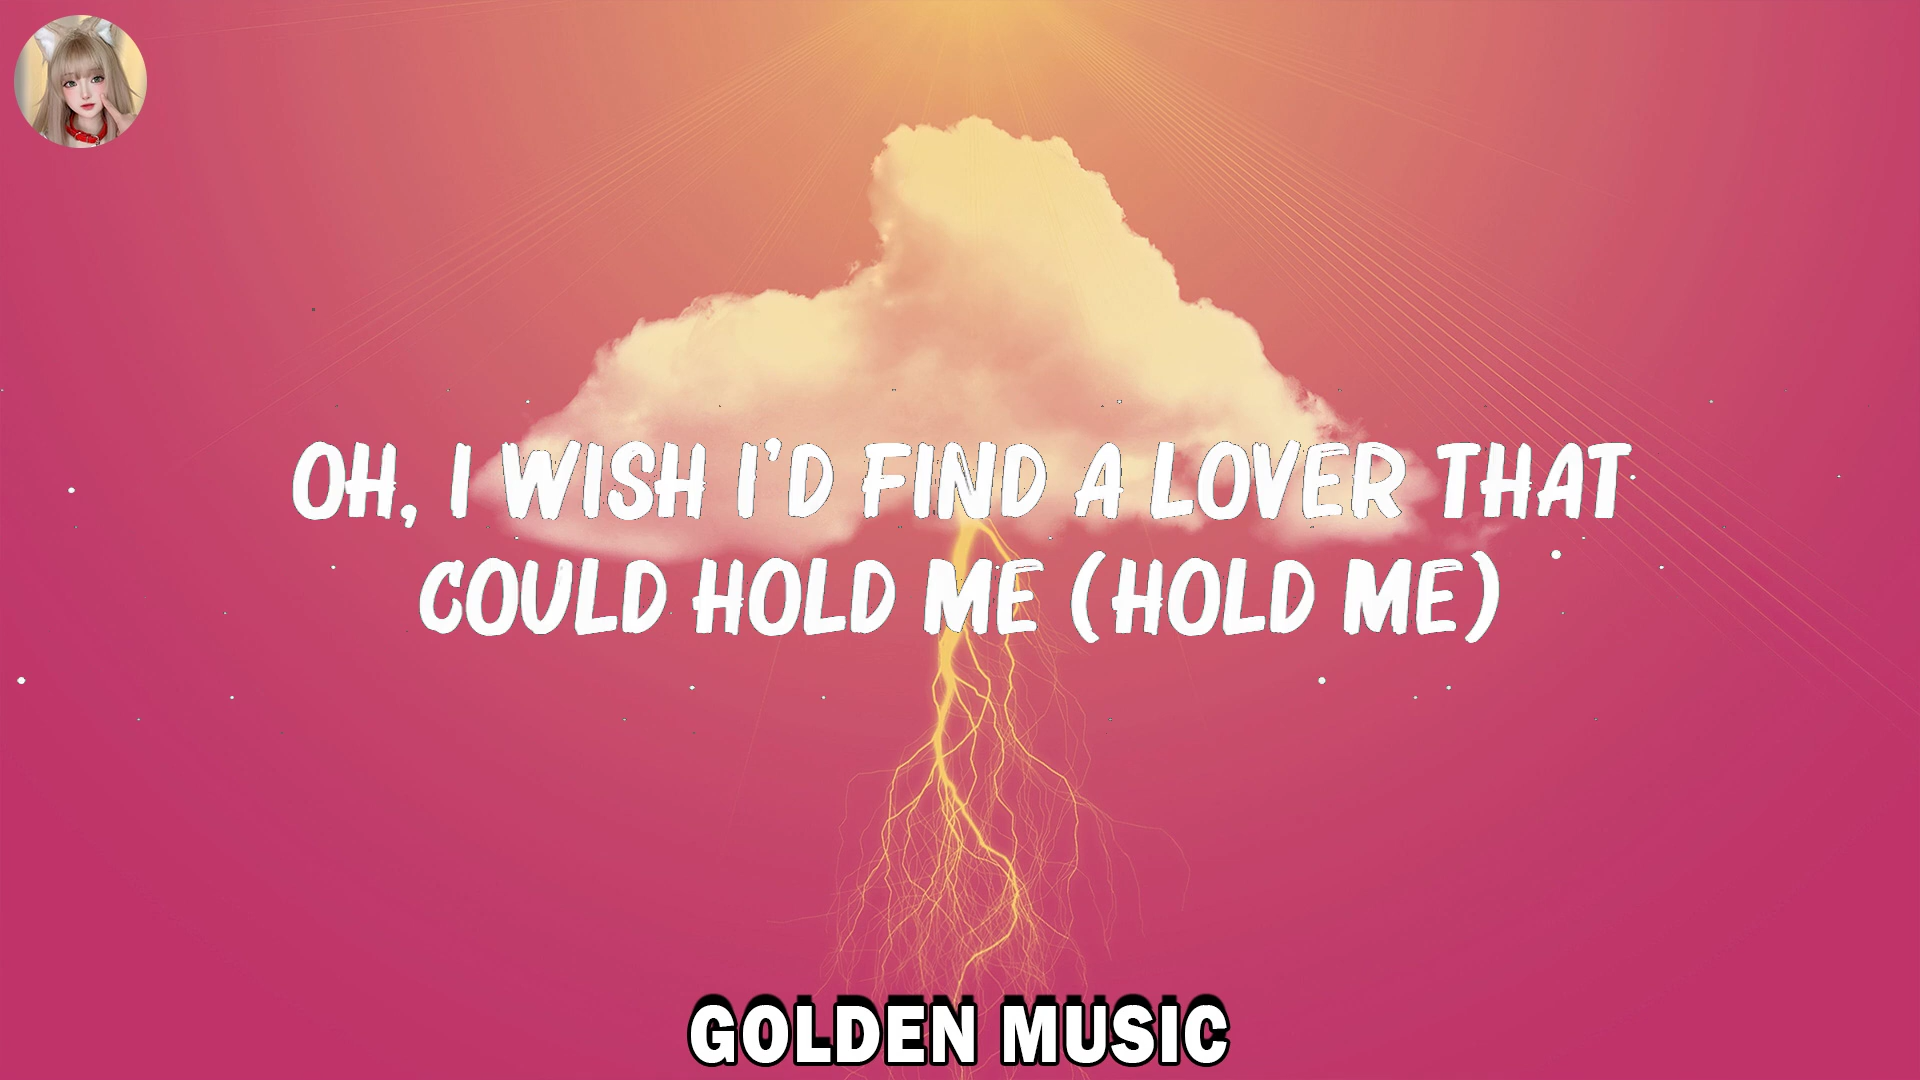 OH, I WISH I'D FIND A LOVER THAT
COULD HOLD ME (HOLD ME)
GOLDEN MUSIC